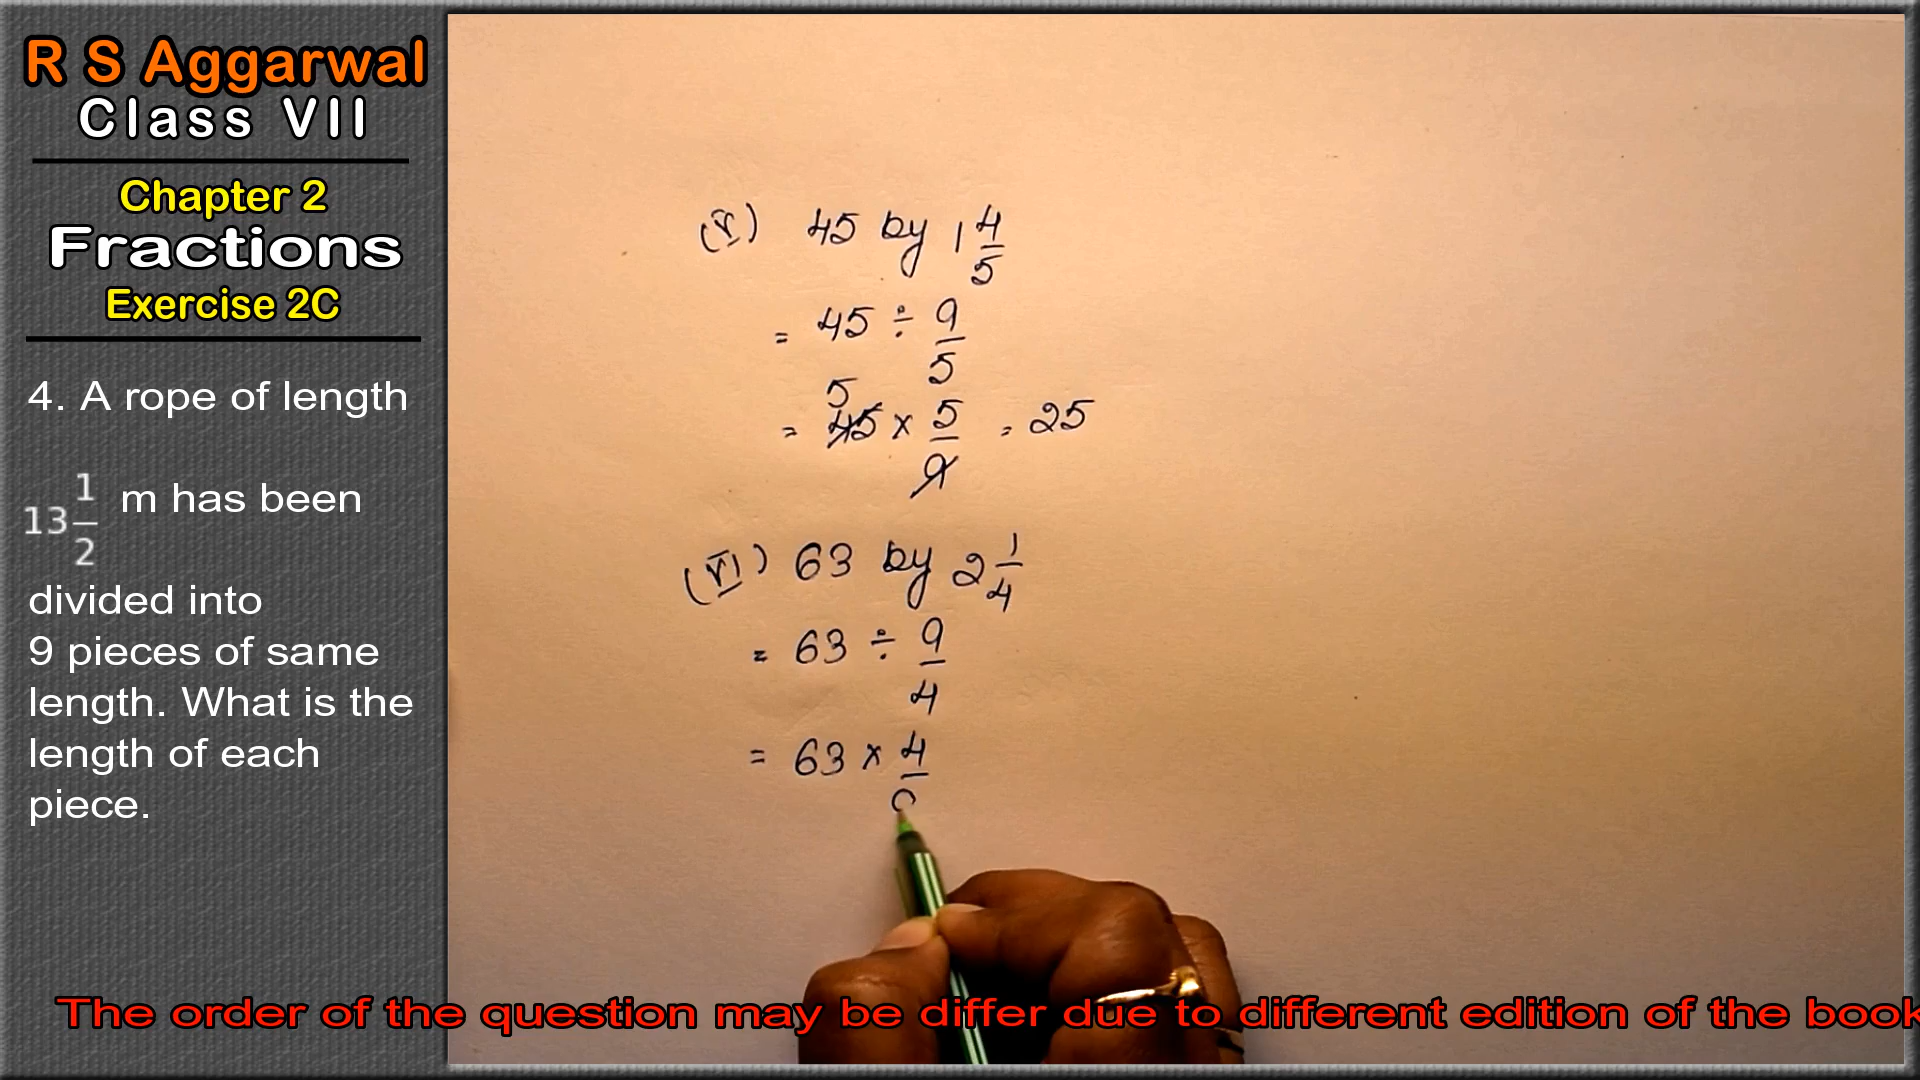 R S Aggarwal
Class VII
Chapter 2
Fractions
Exercise 2C
4. A rope of length
13 1/2 m has been
divided into
9 pieces of same
length. What is the
length of each
piece.
(V) 45 by 1 4/5
= 45 ÷ 9/5
5
= 45 × 5/9 = 25
(VI) 63 by 2 1/4
= 63 ÷ 9/4
= 63 × 4/
The order of the question may be differ due to different edition of the book